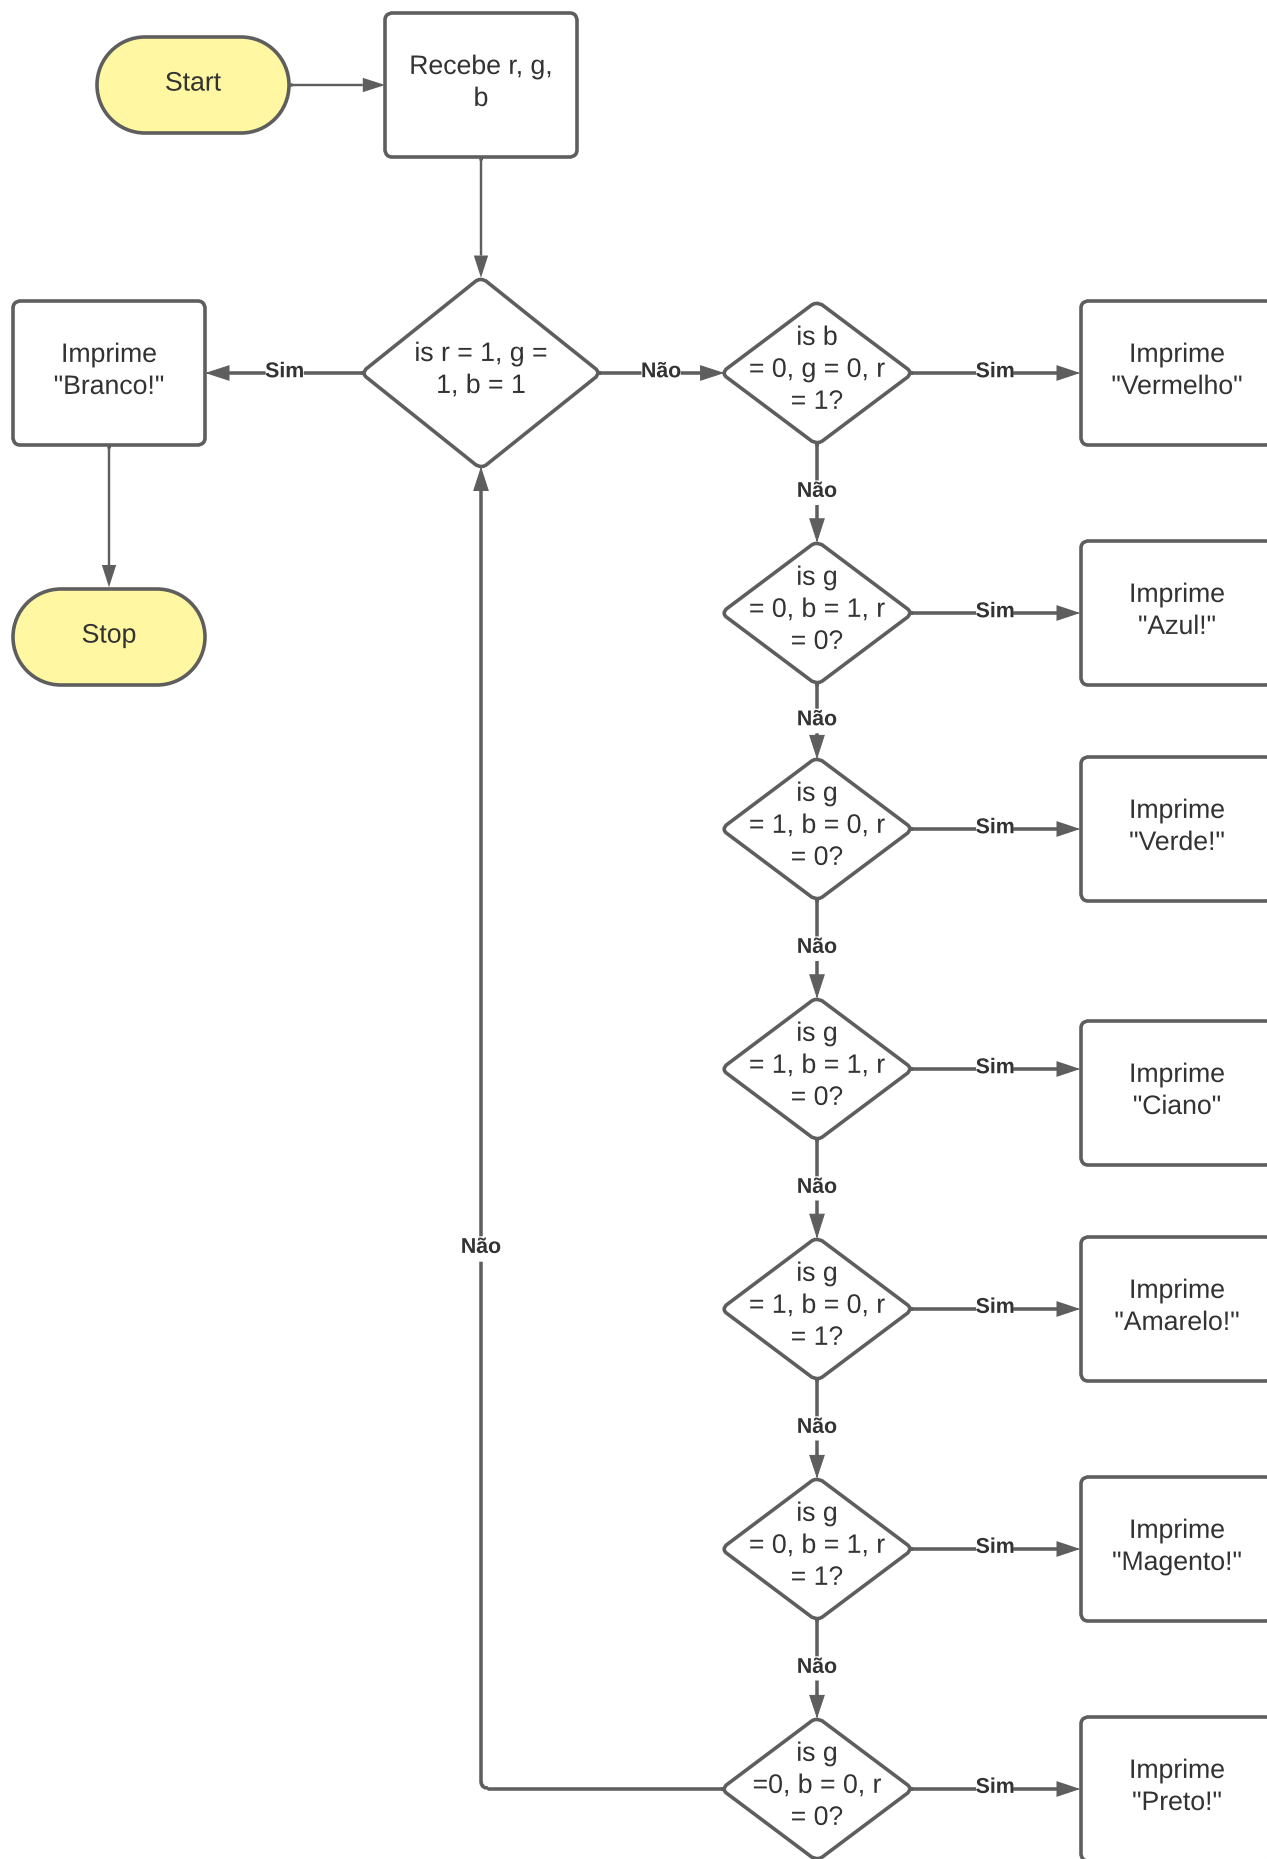 Start
Recebe r, g,
b
Imprime
"Branco!"
Sim
is r = 1, g =
1, b = 1
Não
is b
= 0, g = 0, r
= 1?
Sim
Imprime
"Vermelho"
Não
is g
= 0, b = 1, r
= 0?
Sim
Imprime
"Azul!"
Stop
Não
is g
= 1, b = 0, r
= 0?
Sim
Imprime
"Verde!"
Não
is g
= 1, b = 1, r
= 0?
Sim
Imprime
"Ciano"
Não
Não
is g
= 1, b = 0, r
= 1?
Sim
Imprime
"Amarelo!"
Não
is g
= 0, b = 1, r
= 1?
Sim
Imprime
"Magento!"
Não
is g
=0, b = 0, r
= 0?
Sim
Imprime
"Preto!"